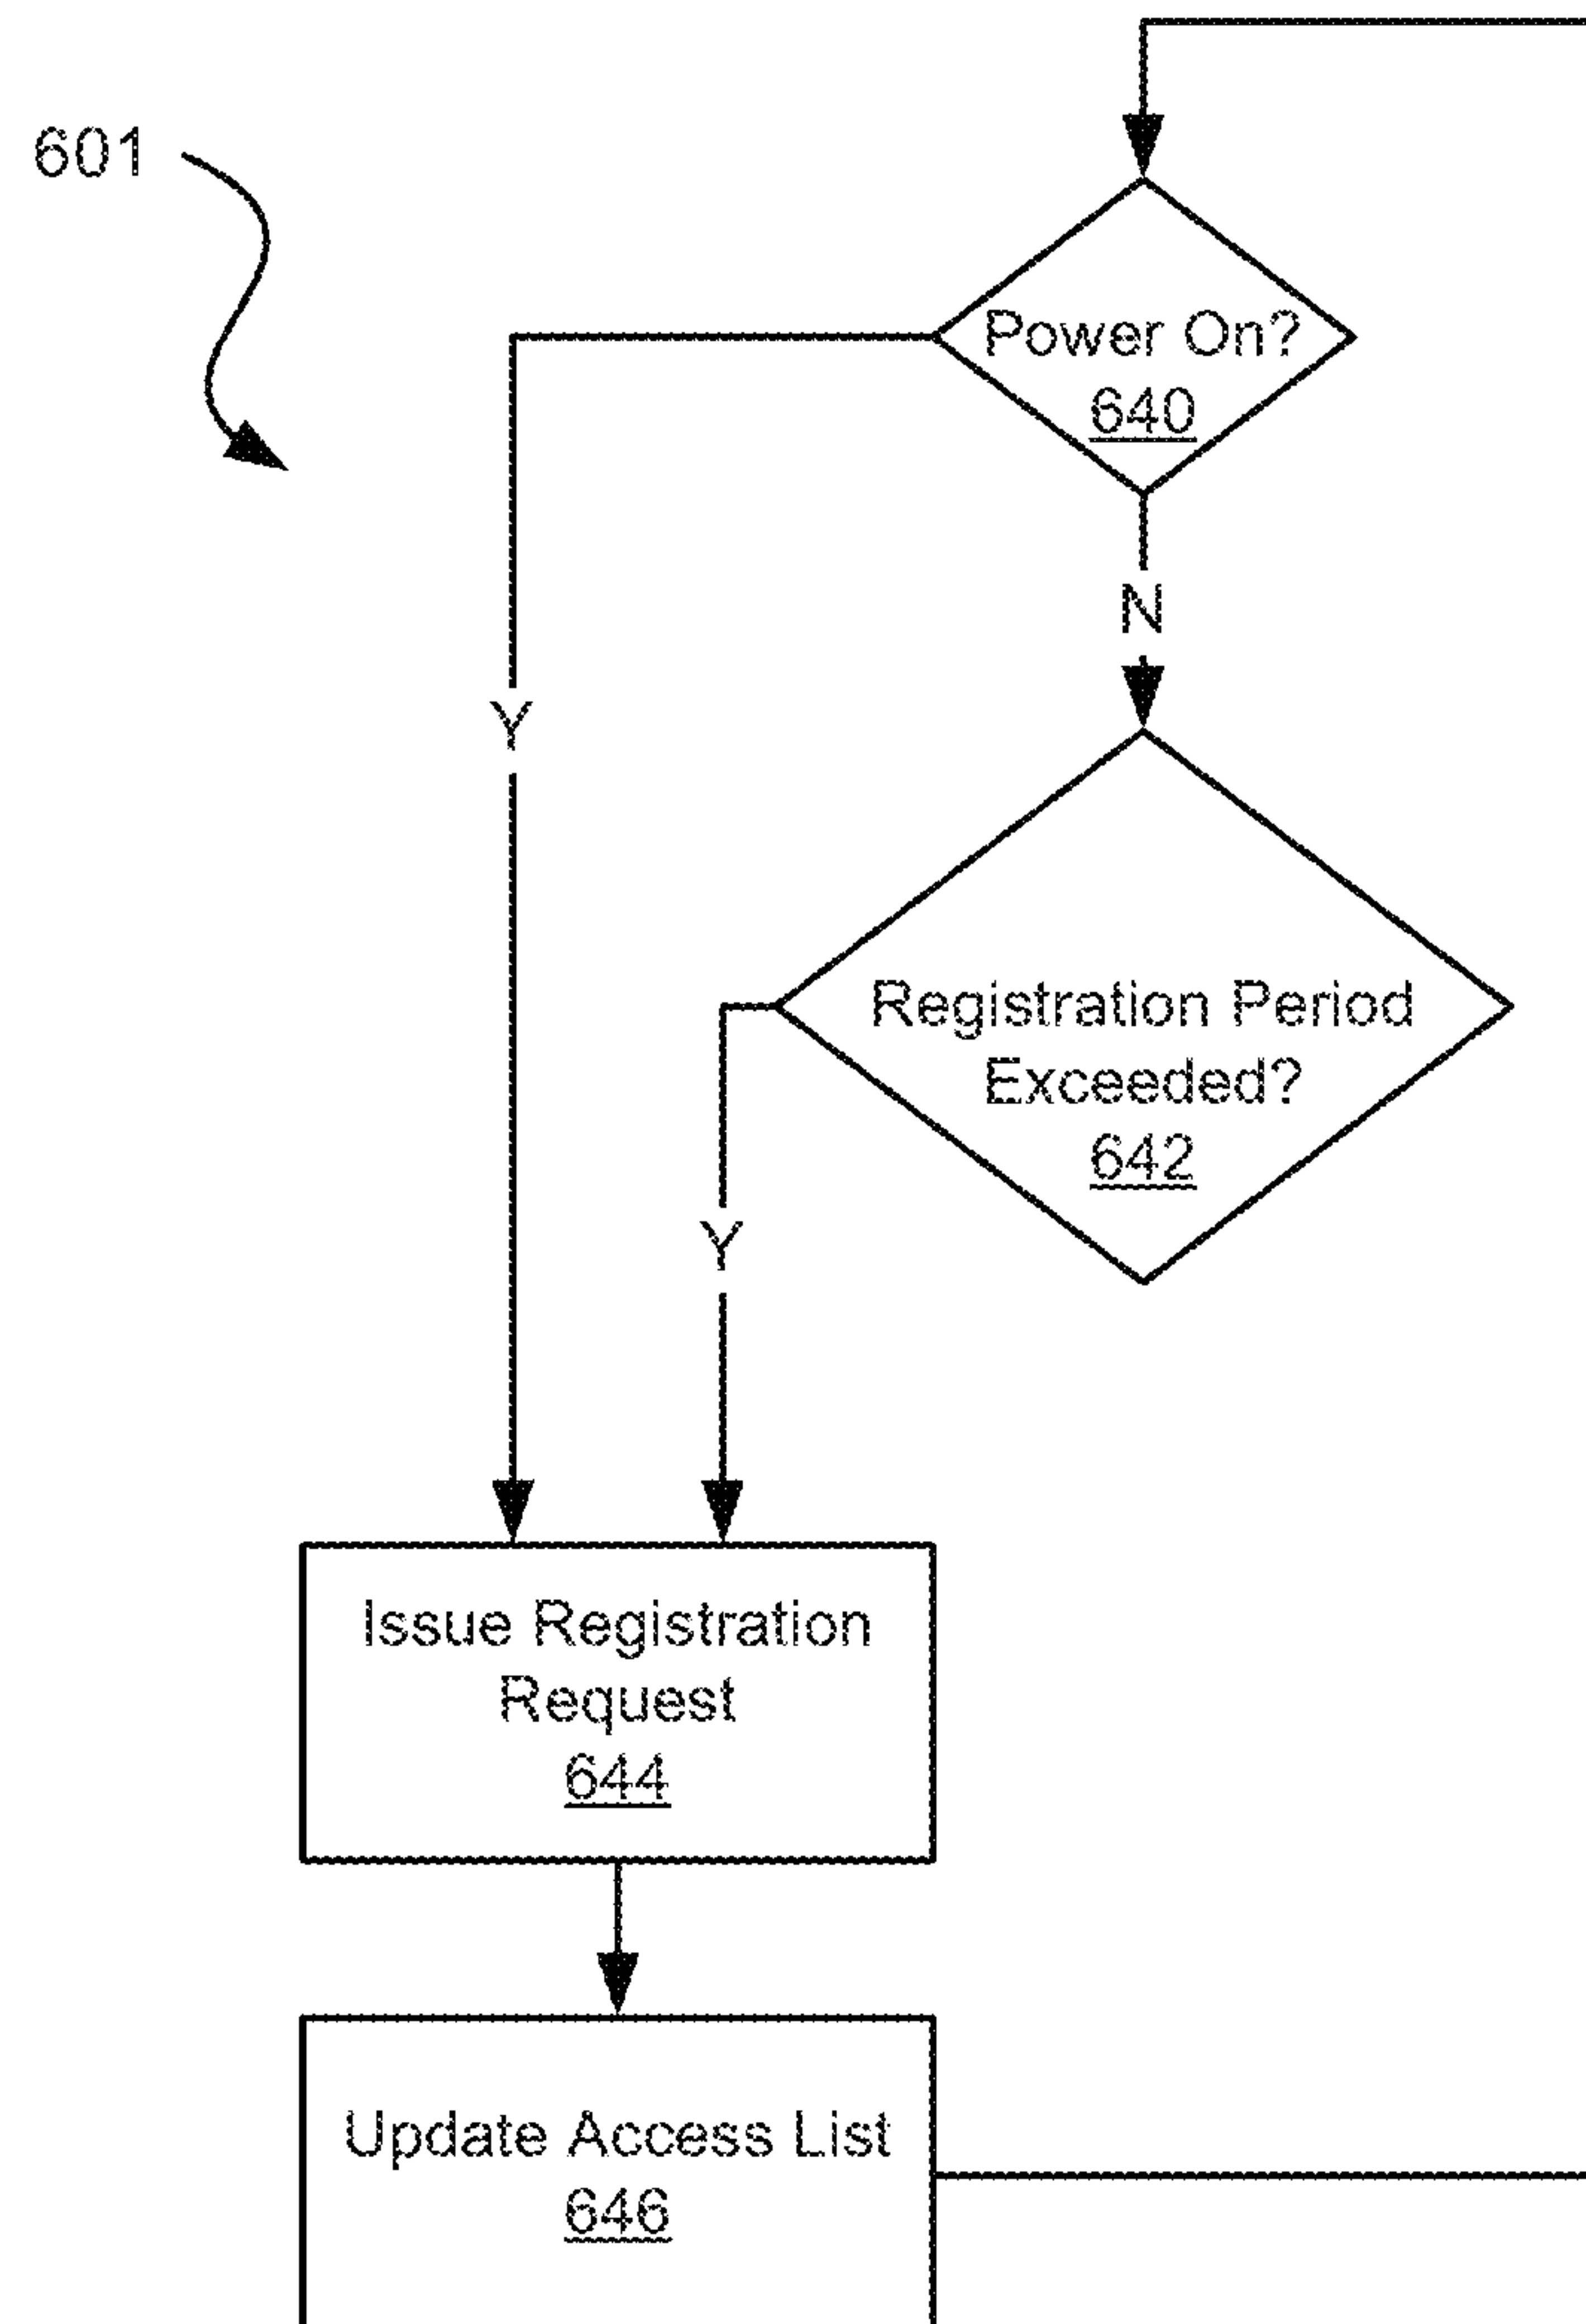 601
Power On?
640
N
Y
Registration Period
Exceeded?
642
Y
Issue Registration
Request
644
Update Access List
646